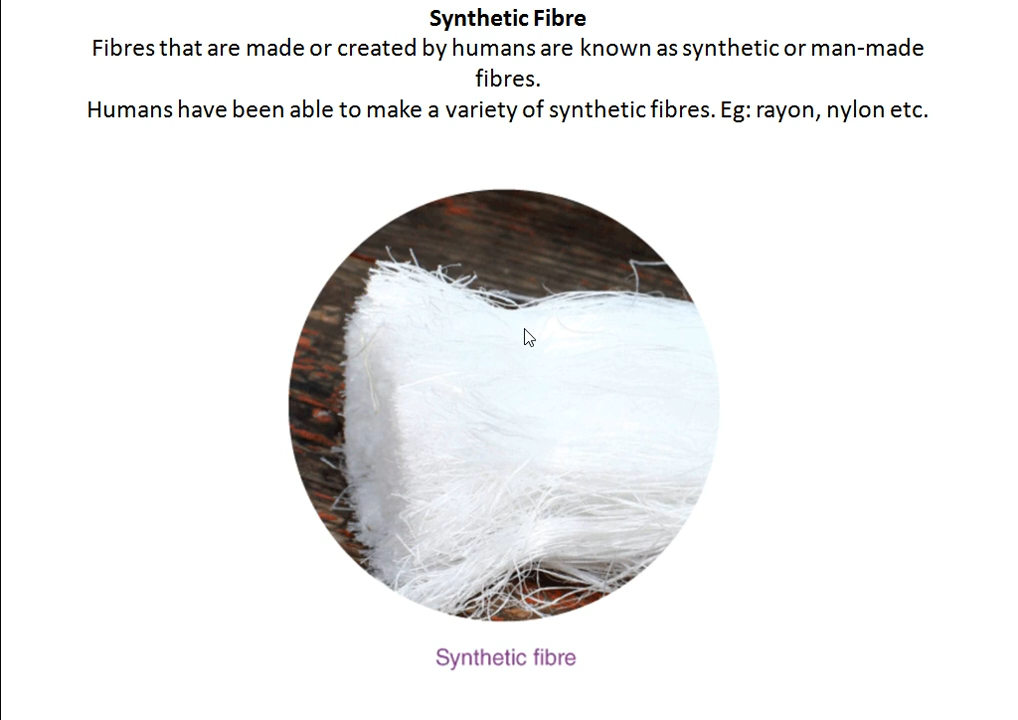 Synthetic Fibre
Fibres that are made or created by humans are known as synthetic or man-made
fibres.
Humans have been able to make a variety of synthetic fibres. Eg: rayon, nylon etc.
Synthetic fibre